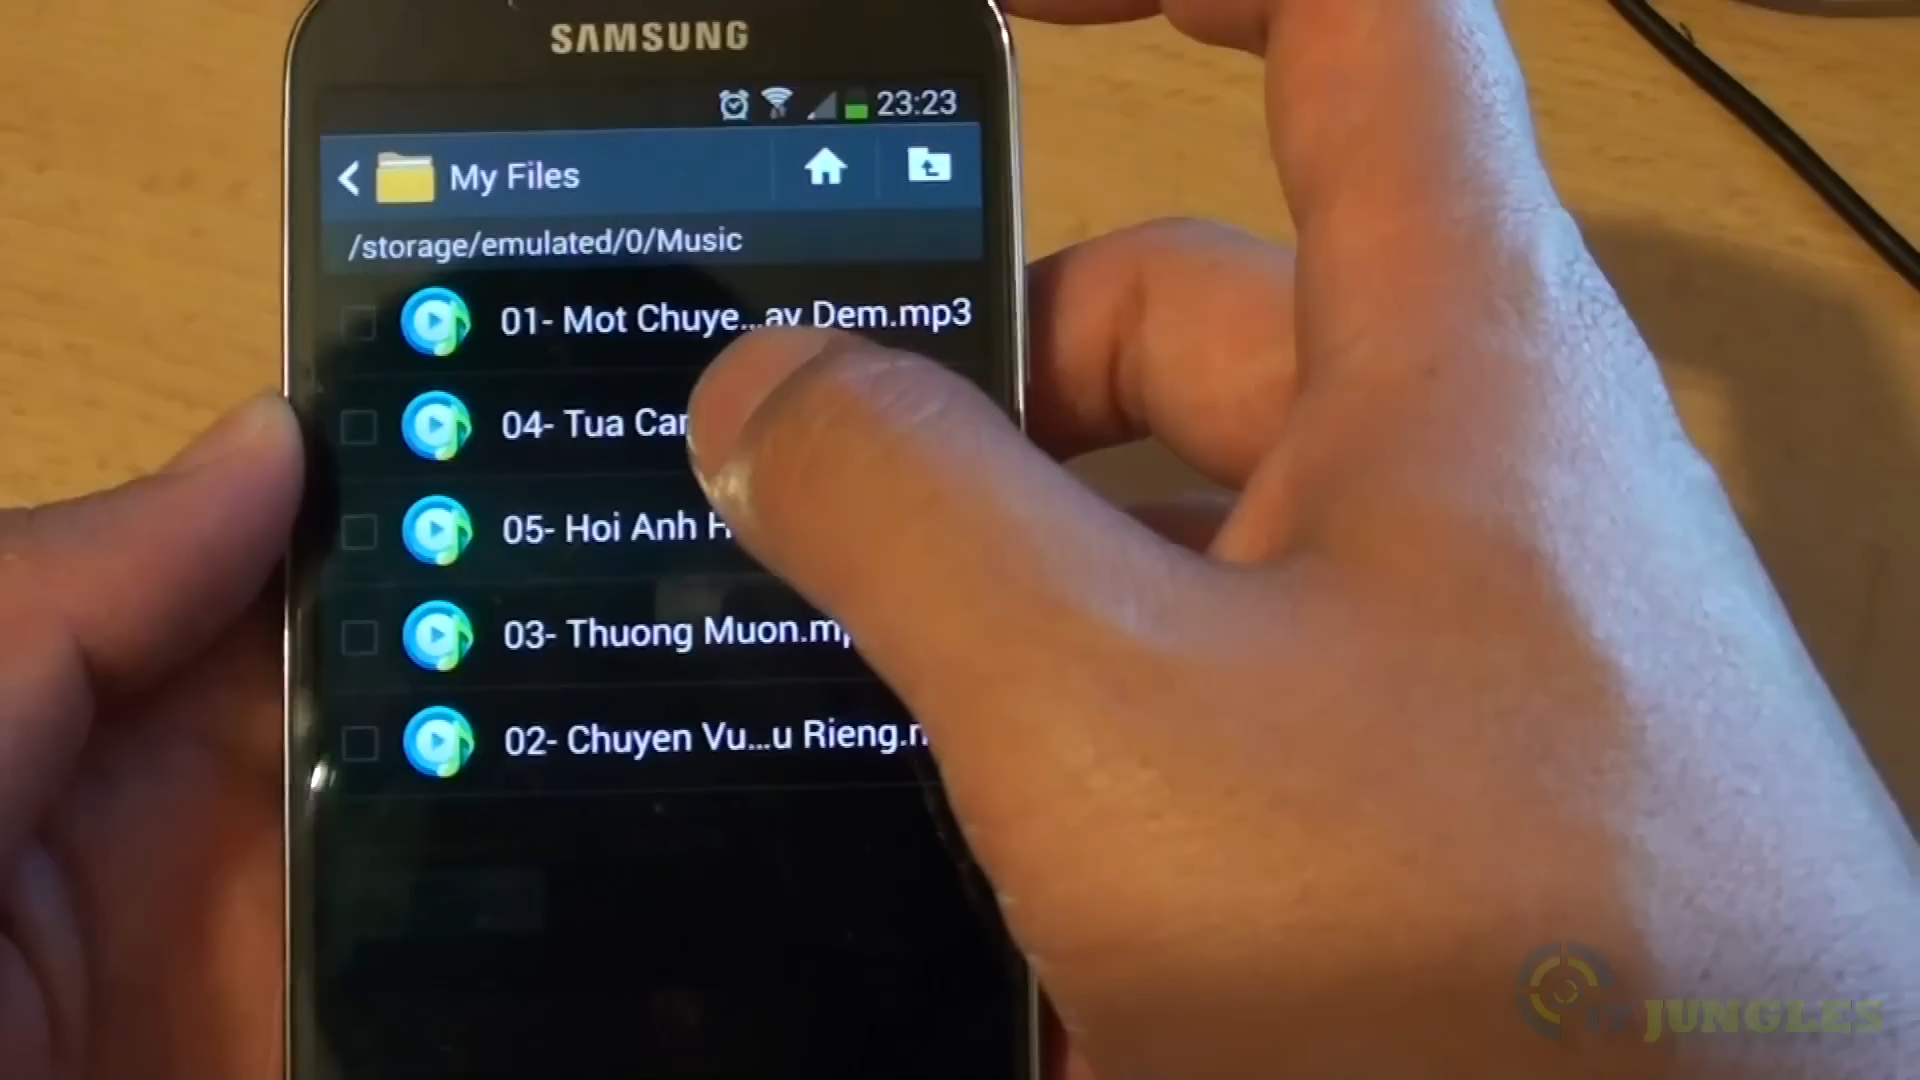 SAMSUNG
23:23
My Files
/storage/emulated/0/Music
01- Mot Chuye...ay Dem.mp3
04- Tua
05- Hoi Anh
03- Thuong Muon.
02- Chuyen Vu...u Rieng.
JUNGLES